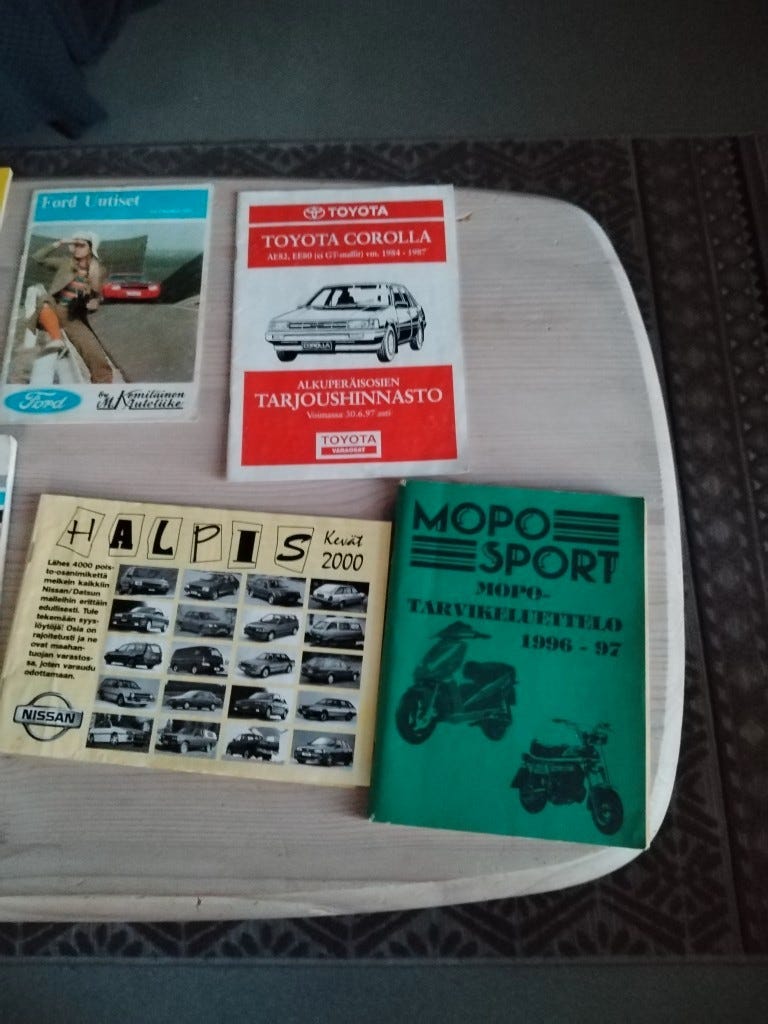 Ford Uutiset
Ford
by
M. Kemiläinen
Autoliike
TOYOTA
TOYOTA COROLLA
AE82, EE80 (ei GT-mallit) vm. 1984 - 1987
COROLLA
ALKUPERÄISOSIEN
TARJOUSHINNASTO
Voimassa 30.6.97 asti
TOYOTA
VARAOSAT
HALPIS
Kevät
2000
Lähes 4000 pois-
to-osanimikettä
melkein kaikkiin
Nissan/Datsun
malleihin erittäin
edullisesti. Tule
tekemään syys-
löytöjä! Osia on
rajoitetusti ja ne
ovat maahan-
tuojan varastos-
sa, joten varaudu
odottamaan.
NISSAN
MOPO
SPORT
MOPO-
TARVIKELUETTELO
1996 - 97